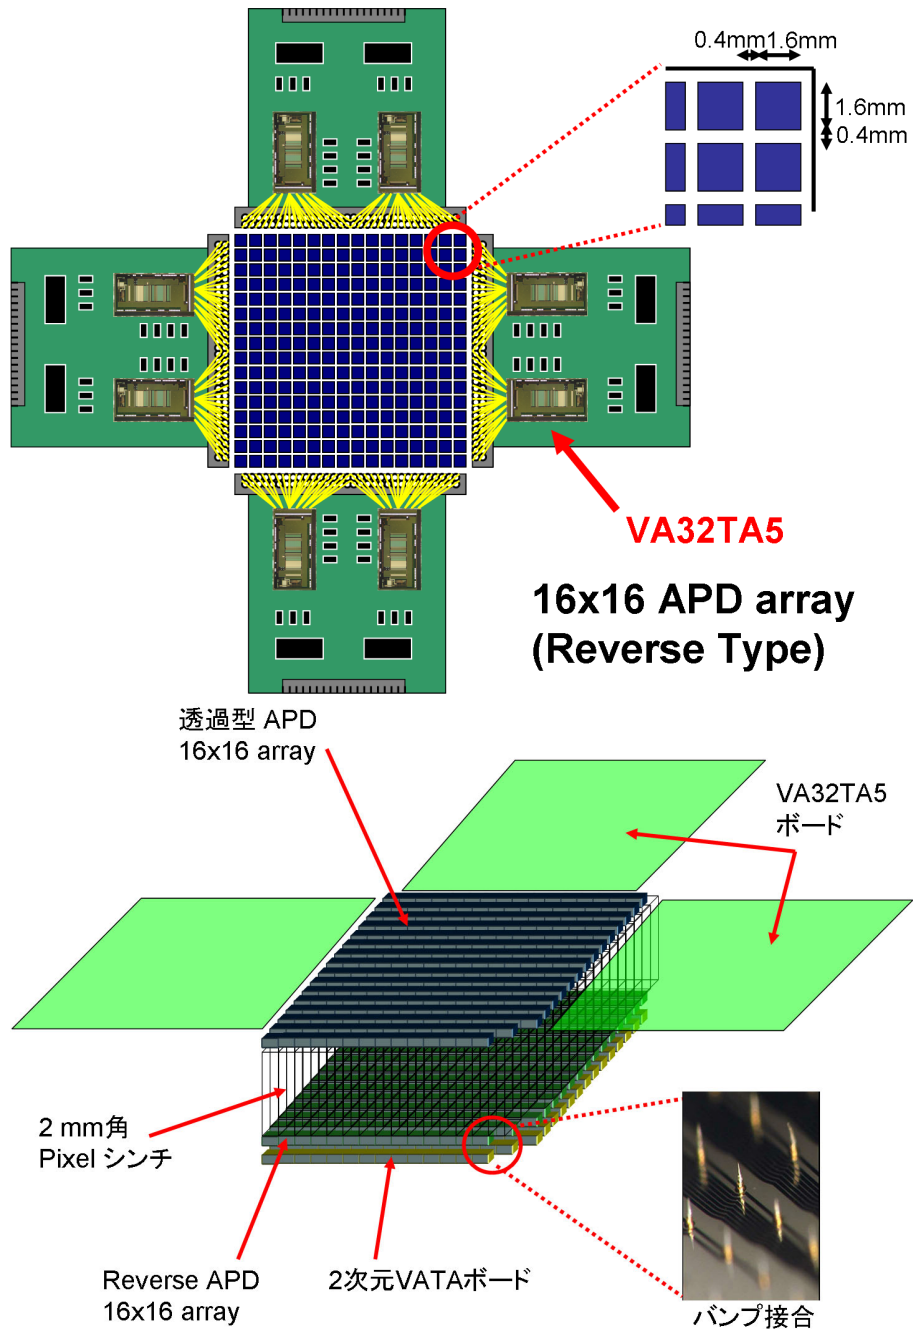 0.4mm 1.6mm
1.6mm
0.4mm
VA32TA5
16x16 APD array
(Reverse Type)
透過型 APD
16x16 array
VA32TA5
ボード
2 mm角
Pixel シンチ
Reverse APD
16x16 array
2次元VATAボード
バンプ接合